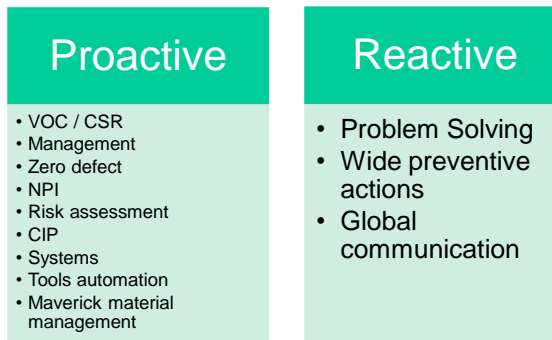 Proactive
• VOC / CSR
• Management
• Zero defect
• NPI
• Risk assessment
• CIP
• Systems
• Tools automation
• Maverick material
management
Reactive
• Problem Solving
• Wide preventive
actions
• Global
communication